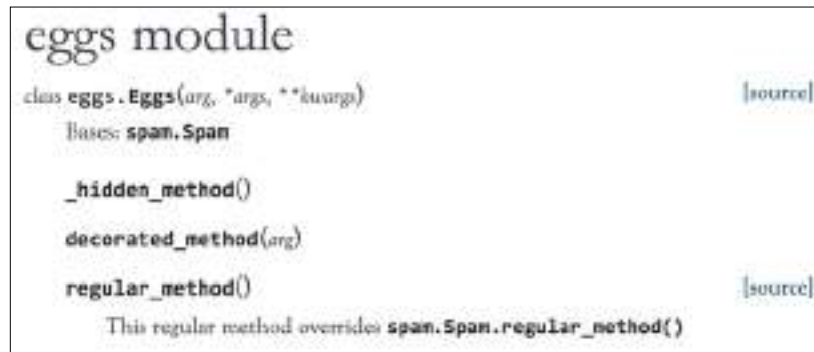 eggs module
class eggs.Eggs(arg, *args, **kwargs) [source]
Bases: spam.Spam
_hidden_method()
decorated_method(arg)
regular_method() [source]
This regular method overrides spam.Spam.regular_method()